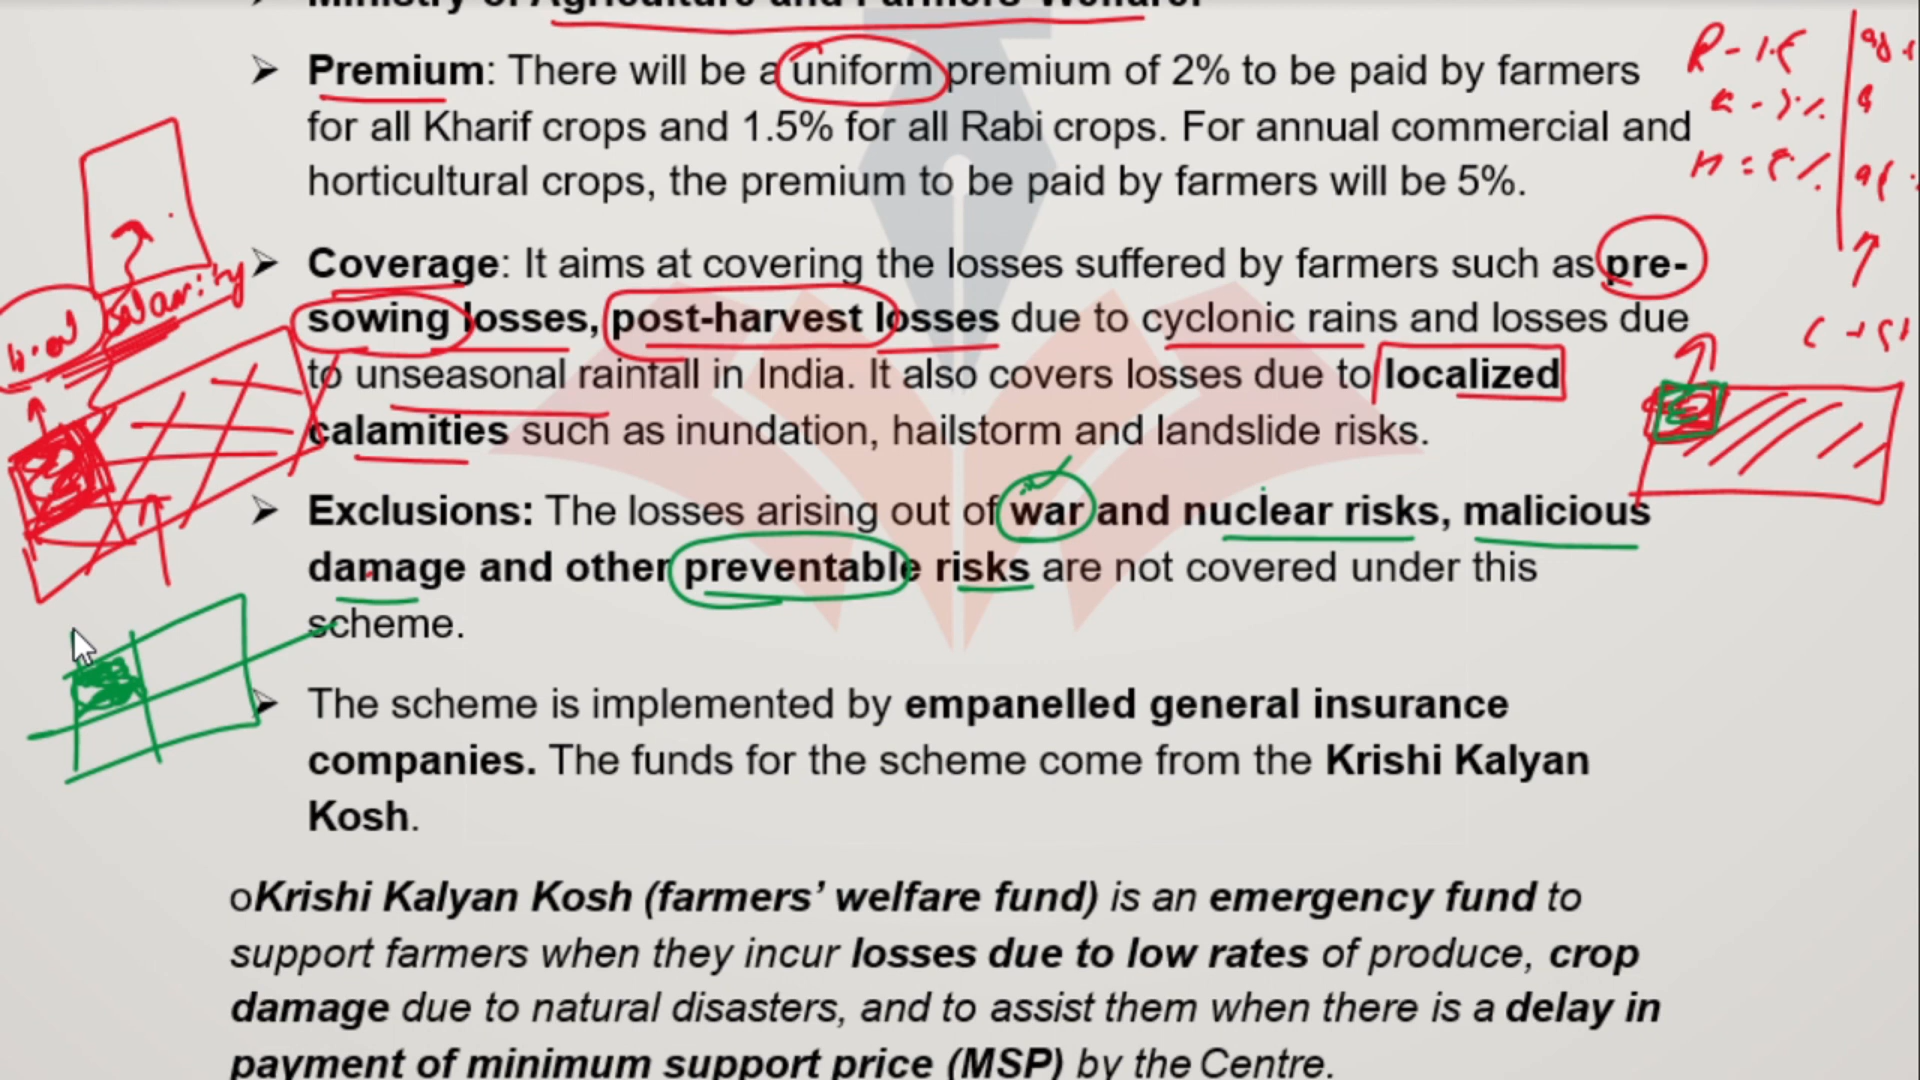 Ministry of Agriculture and Farmers Welfare.
➢ Premium: There will be a uniform premium of 2% to be paid by farmers
for all Kharif crops and 1.5% for all Rabi crops. For annual commercial and
horticultural crops, the premium to be paid by farmers will be 5%.
➢ Coverage: It aims at covering the losses suffered by farmers such as pre-
sowing losses, post-harvest losses due to cyclonic rains and losses due
to unseasonal rainfall in India. It also covers losses due to localized
calamities such as inundation, hailstorm and landslide risks.
➢ Exclusions: The losses arising out of war and nuclear risks, malicious
damage and other preventable risks are not covered under this
scheme.
➢ The scheme is implemented by empanelled general insurance
companies. The funds for the scheme come from the Krishi Kalyan
Kosh.
oKrishi Kalyan Kosh (farmers’ welfare fund) is an emergency fund to
support farmers when they incur losses due to low rates of produce, crop
damage due to natural disasters, and to assist them when there is a delay in
payment of minimum support price (MSP) by the Centre.